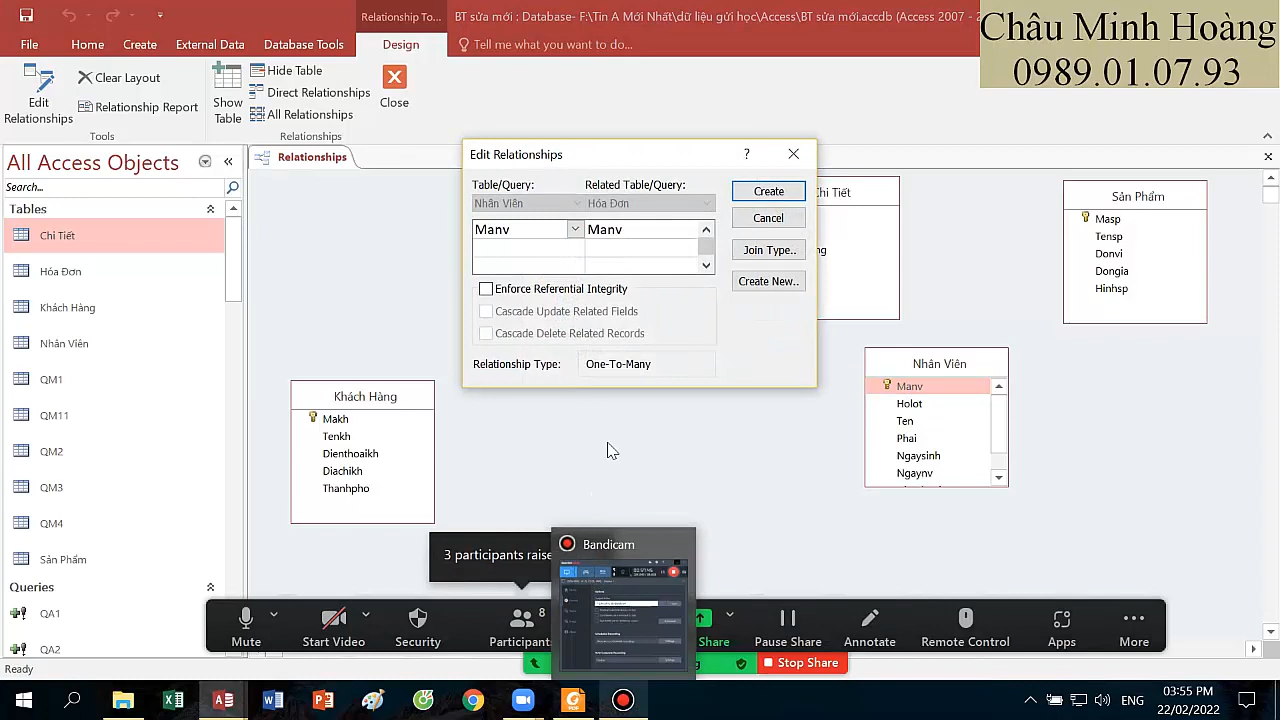 Relationship To...
BT sửa mới : Database- F:\Tin A Mới Nhất\dữ liệu gửi học\Access\BT sửa mới.accdb (Access 2007 - 2
Châu Minh Hoàng
0989.01.07.93
File
Home
Create
External Data
Database Tools
Design
Tell me what you want to do...
Edit Relationships
Clear Layout
Relationship Report
Tools
Show Table
Hide Table
Direct Relationships
All Relationships
Relationships
Close
All Access Objects
Search...
Tables
Chi Tiết
Hóa Đơn
Khách Hàng
Nhân Viên
QM1
QM11
QM2
QM3
QM4
Sản Phẩm
Queries
QA1
Relationships
Edit Relationships
?
Table/Query:
Related Table/Query:
Nhân Viên
Hóa Đơn
Manv
Manv
Enforce Referential Integrity
Cascade Update Related Fields
Cascade Delete Related Records
Relationship Type:
One-To-Many
Create
Cancel
Join Type..
Create New..
Chi Tiết
ng
Sản Phẩm
Masp
Tensp
Donvi
Dongia
Hinhsp
Khách Hàng
Makh
Tenkh
Dienthoaikh
Diachikh
Thanhpho
Nhân Viên
Manv
Holot
Ten
Phai
Ngaysinh
Ngaynv
3 participants raise
Bandicam
Mute
Start Video
Security
Participant
8
Share
Pause Share
Annotate
Remote Control
Apps
More
Stop Share
Ready
ENG
03:55 PM
22/02/2022